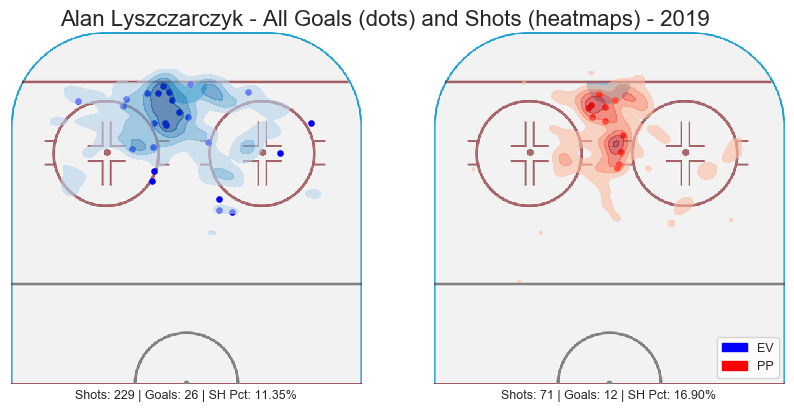 Alan Lyszczarczyk - All Goals (dots) and Shots (heatmaps) - 2019
EV
PP
Shots: 229 | Goals: 26 | SH Pct: 11.35%
Shots: 71 | Goals: 12 | SH Pct: 16.90%